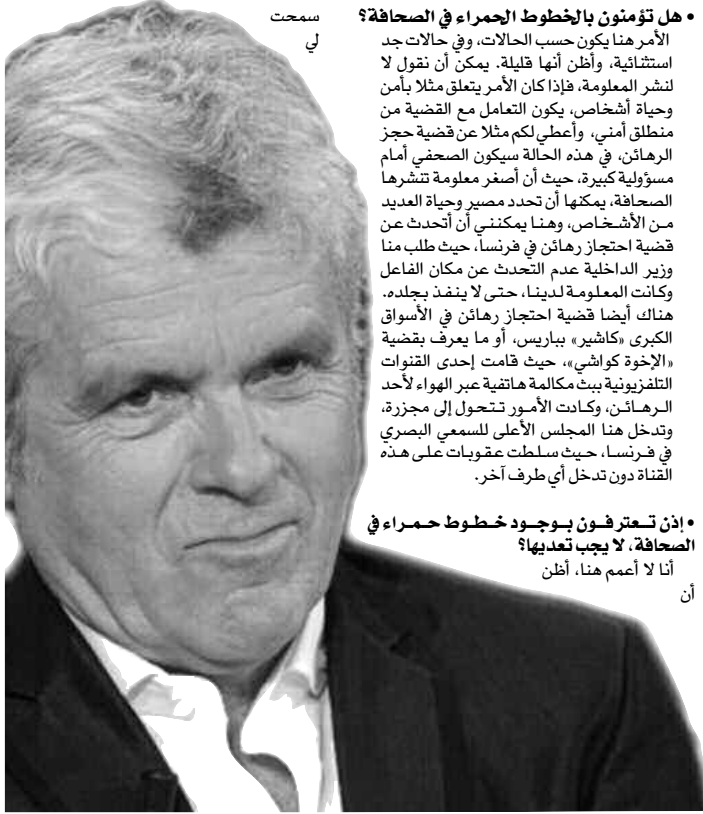 • هل تؤمنون بالخطوط الحمراء في الصحافة؟
الأمر هنا يكون حسب الحالات، وفي حالات جد
استثنائية، وأظن أنها قليلة. يمكن أن نقول لا
لنشر المعلومة، فإذا كان الأمر يتعلق مثلا بأمن
وحياة أشخاص، يكون التعامل مع القضية من
منطلق أمني، وأعطي لكم مثلا عن قضية حجز
الرهائن، في هذه الحالة سيكون الصحفي أمام
مسؤولية كبيرة، حيث أن أصغر معلومة تنشرها
الصحافة، يمكنها أن تحدد مصير وحياة العديد
من الأشخاص، وهنا يمكنني أن أتحدث عن
قضية احتجاز رهائن في فرنسا، حيث طلب منا
وزير الداخلية عدم التحدث عن مكان الفاعل
وكانت المعلومة لدينا، حتى لا ينفذ بجلده.
هناك أيضا قضية احتجاز رهائن في الأسواق
الكبرى «كاشير» بباريس، أو ما يعرف بقضية
«الإخوة كواشي»، حيث قامت إحدى القنوات
التلفزيونية ببث مكالمة هاتفية عبر الهواء لأحد
الرهائن، وكادت الأمور تتحول إلى مجزرة،
وتدخل هنا المجلس الأعلى للسمعي البصري
في فرنسا، حيث سلطت عقوبات على هذه
القناة دون تدخل أي طرف آخر.
• إذن تعترفون بوجود خطوط حمراء في
الصحافة، لا يجب تعديها؟
أنا لا أعمم هنا، أظن
أن
سمحت
لي